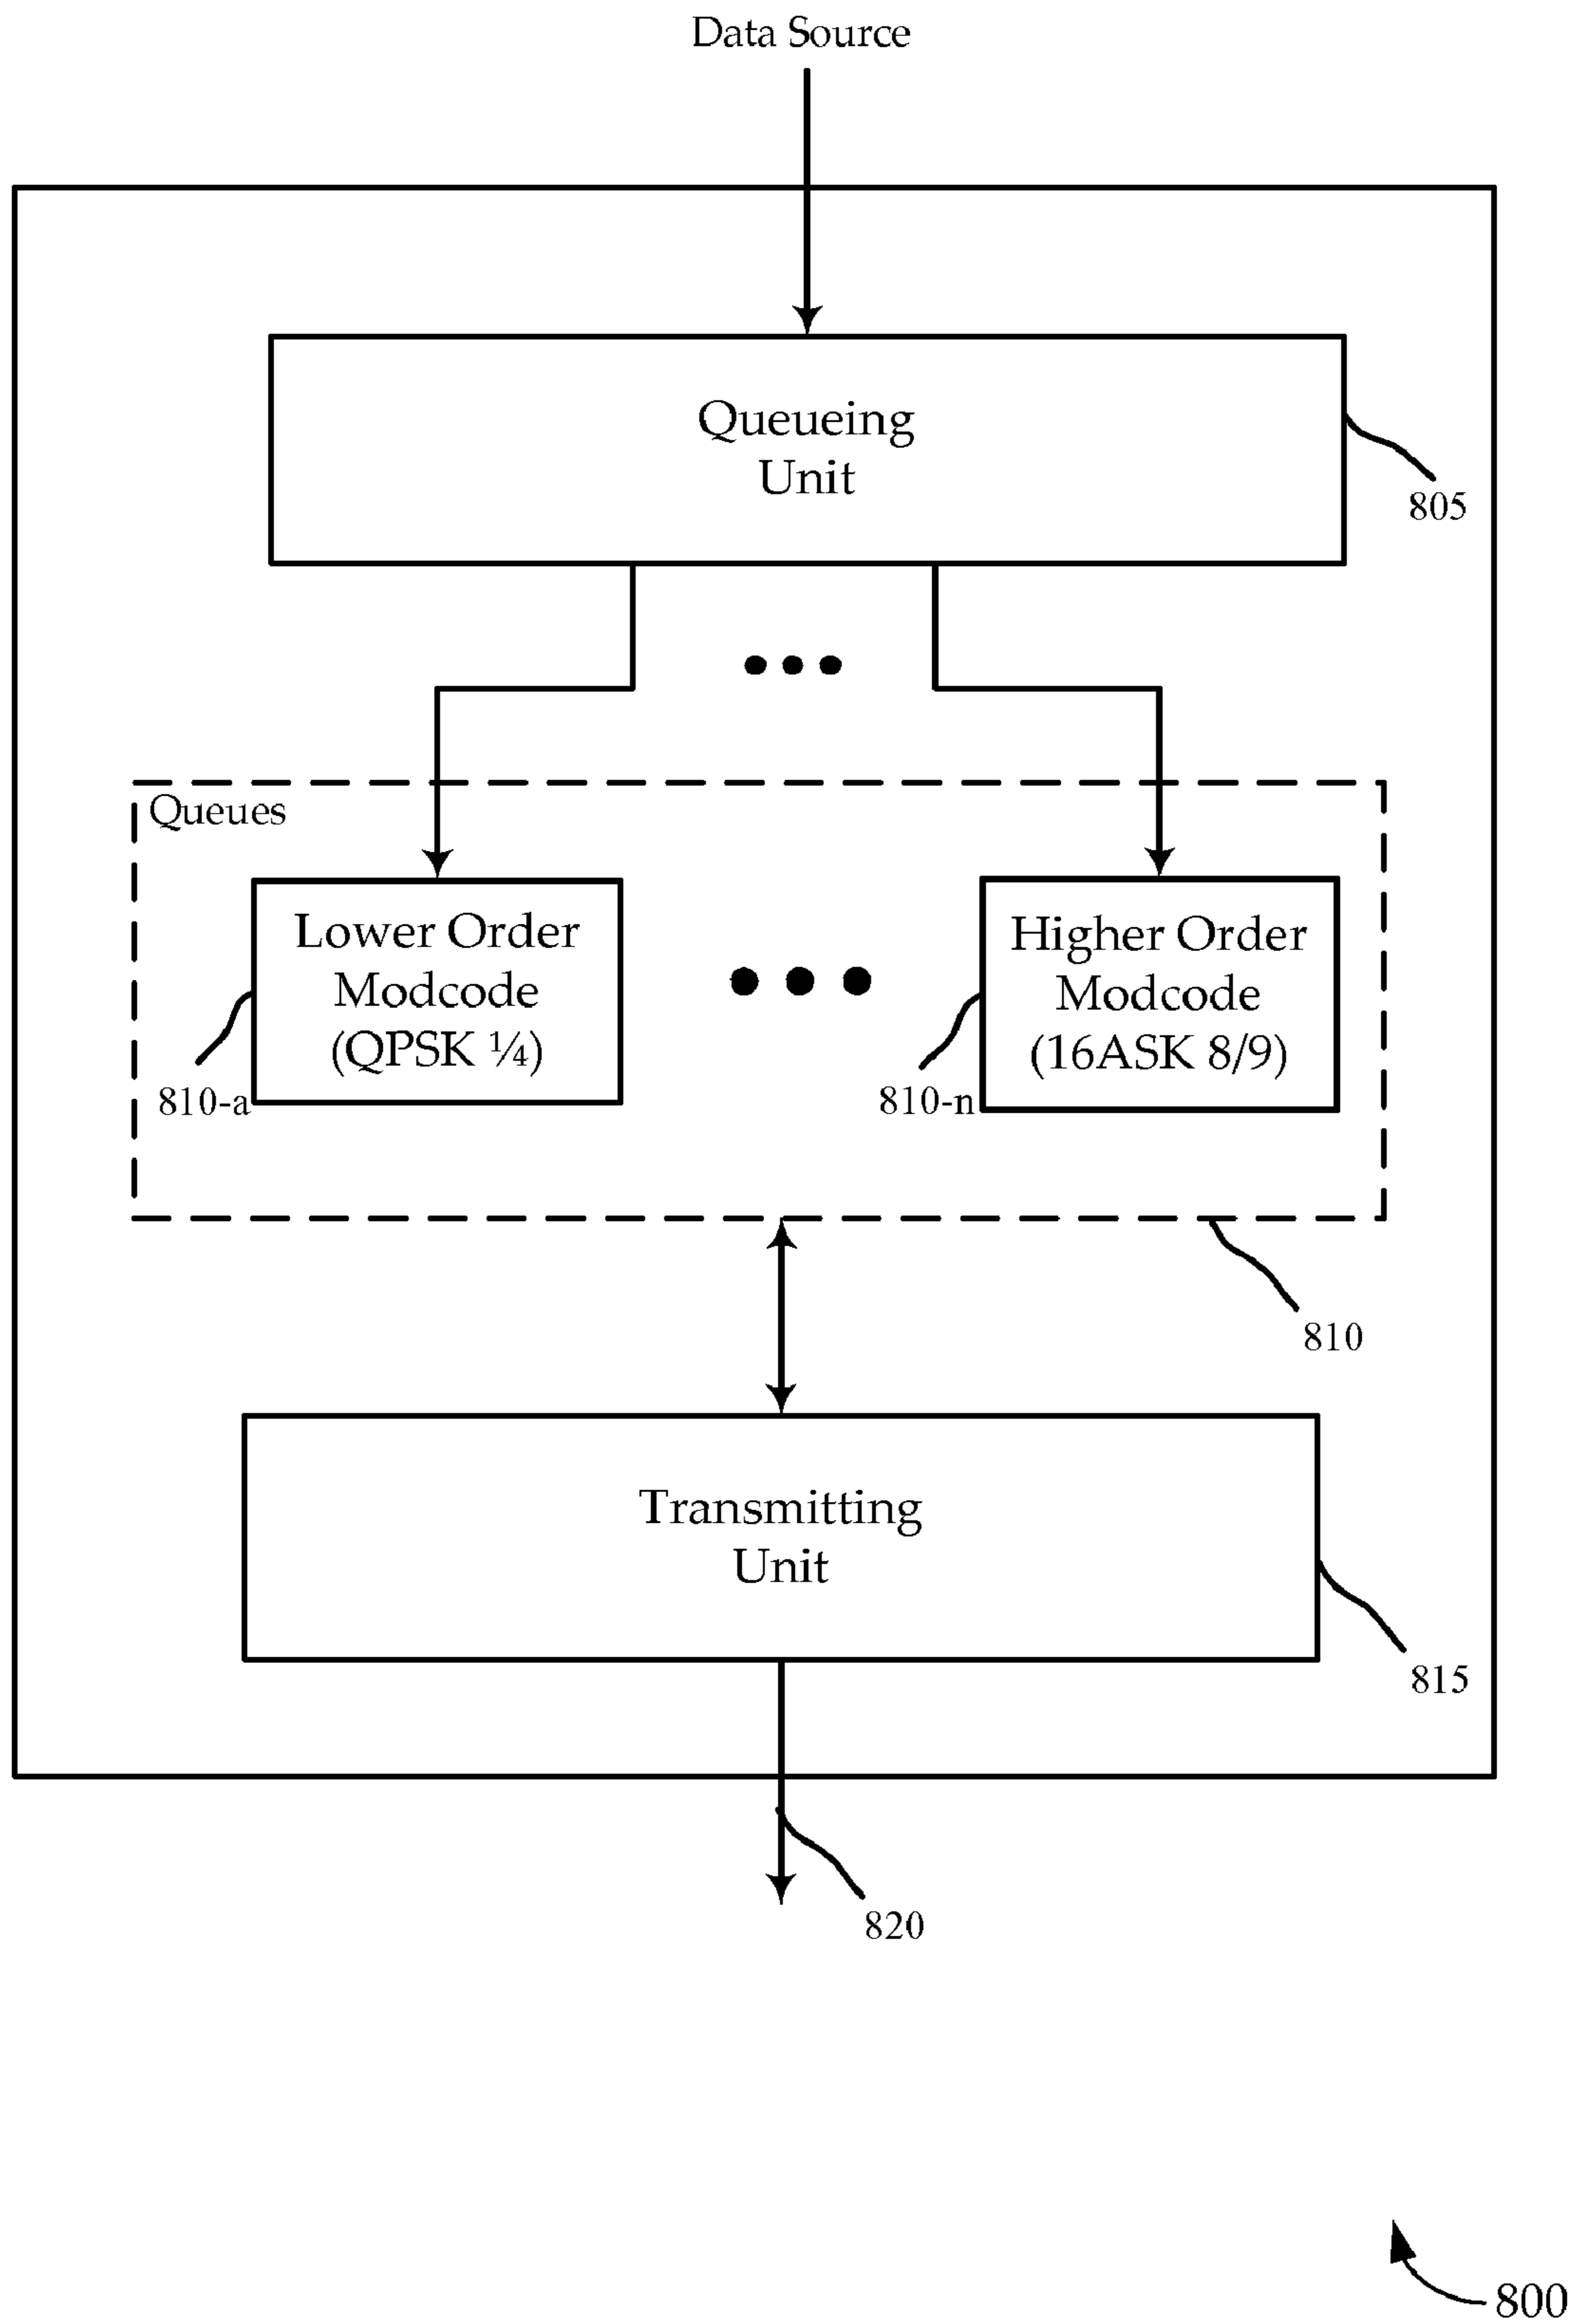 Data Source
Queueing
Unit
805
Queues
Lower Order
Modcode
(QPSK ¼)
810-a
Higher Order
Modcode
(16ASK 8/9)
810-n
810
Transmitting
Unit
815
820
800